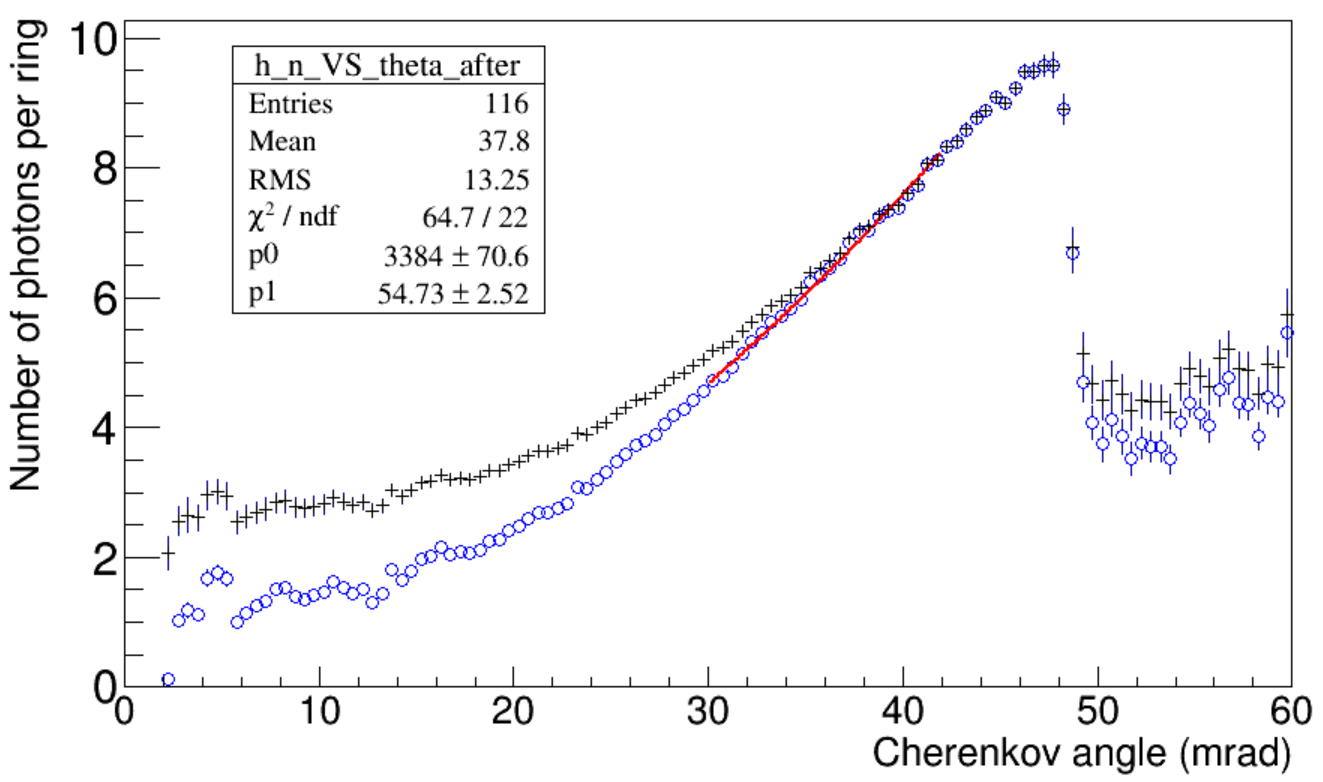 Number of photons per ring
h_n_VS_theta_after
Entries 116
Mean 37.8
RMS 13.25
χ² / ndf 64.7 / 22
p0 3384 ± 70.6
p1 54.73 ± 2.52
10
8
6
4
2
0
0 10 20 30 40 50 60
Cherenkov angle (mrad)